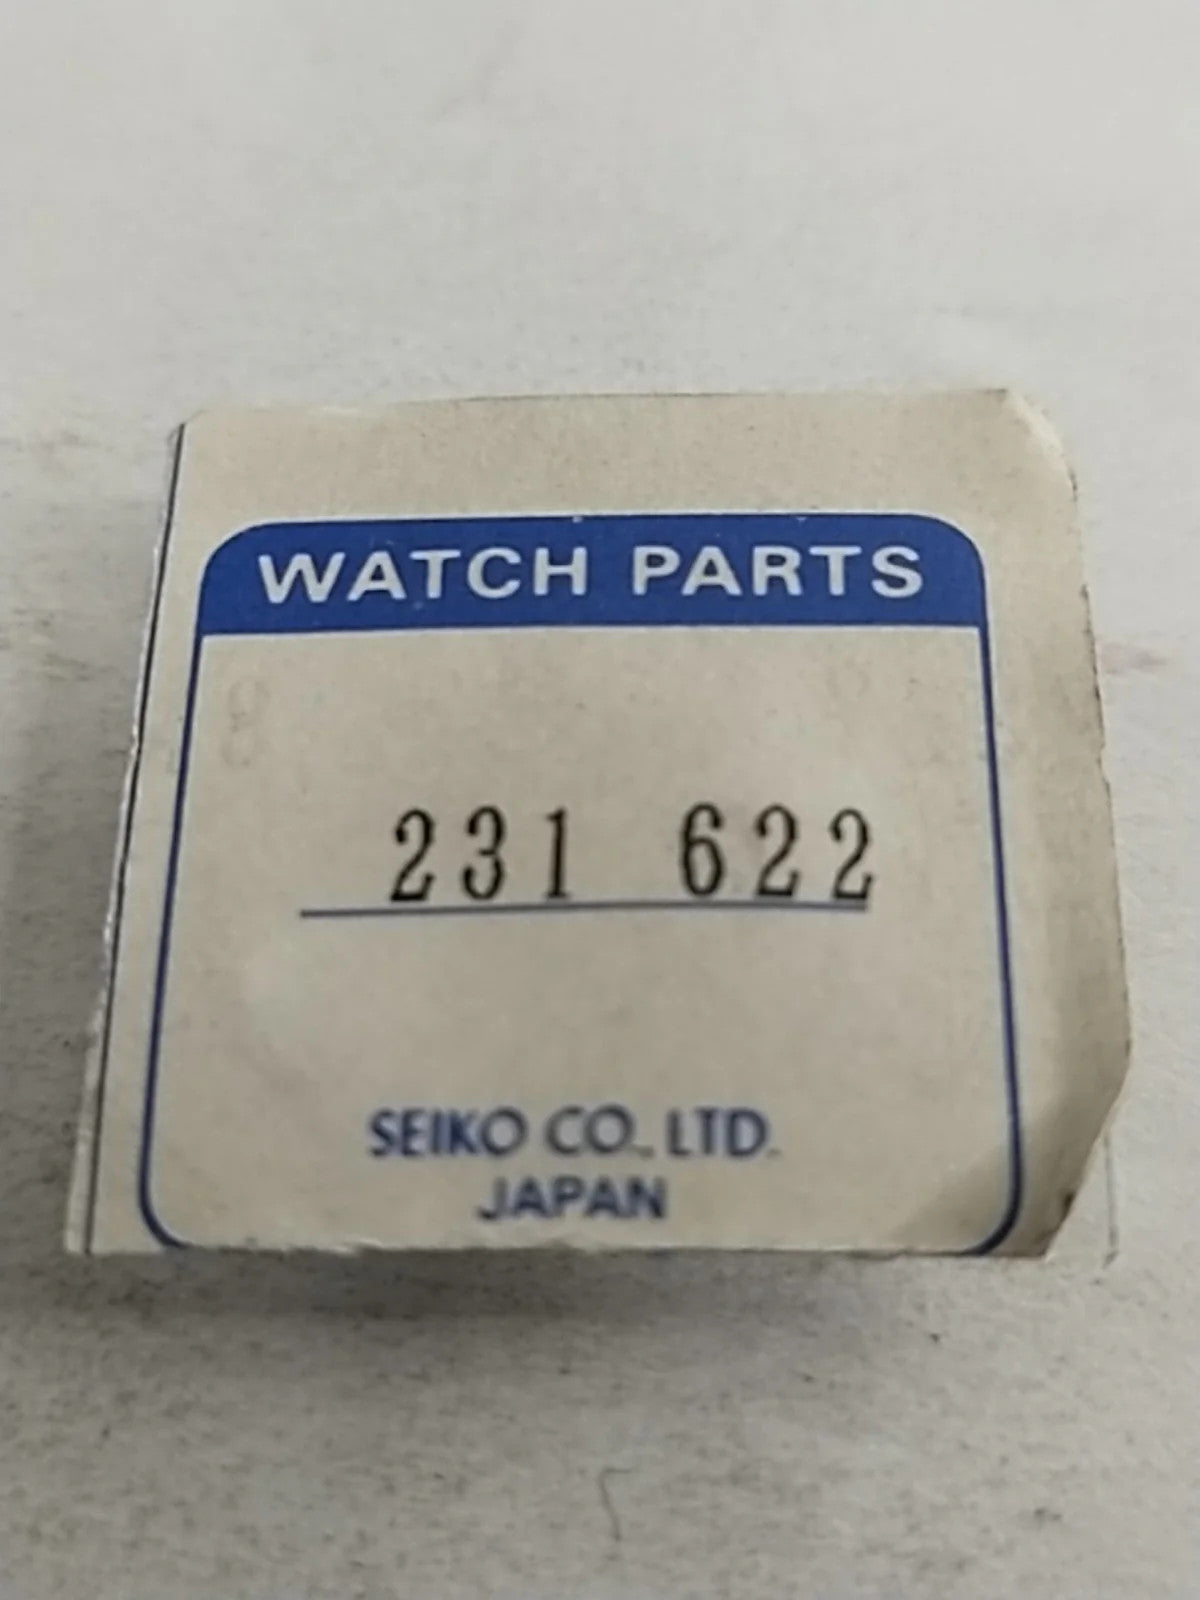 WATCH PARTS
231 622
SEIKO CO., LTD.
JAPAN